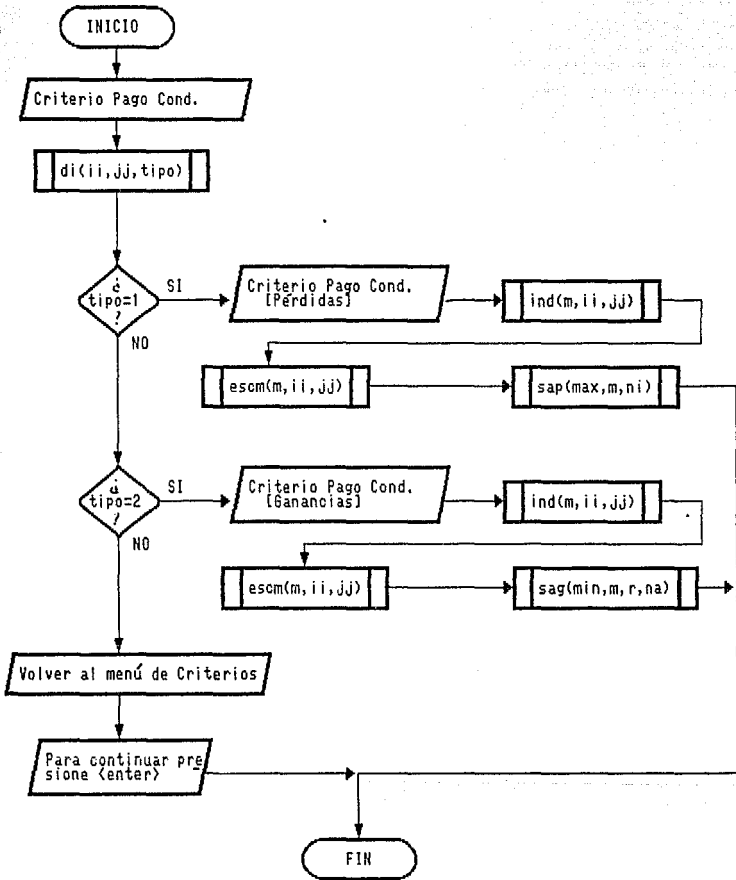 INICIO
Criterio Pago Cond.
di(ii,jj,tipo)
¿
tipo=1
?
SI
NO
Criterio Pago Cond.
[Pérdidas]
ind(m,ii,jj)
escm(m,ii,jj)
sap(max,m,ni)
¿
tipo=2
?
SI
NO
Criterio Pago Cond.
[Ganancias]
ind(m,ii,jj)
escm(m,ii,jj)
sag(min,m,r,na)
Volver al menú de Criterios
Para continuar pre
sione <enter>
FIN